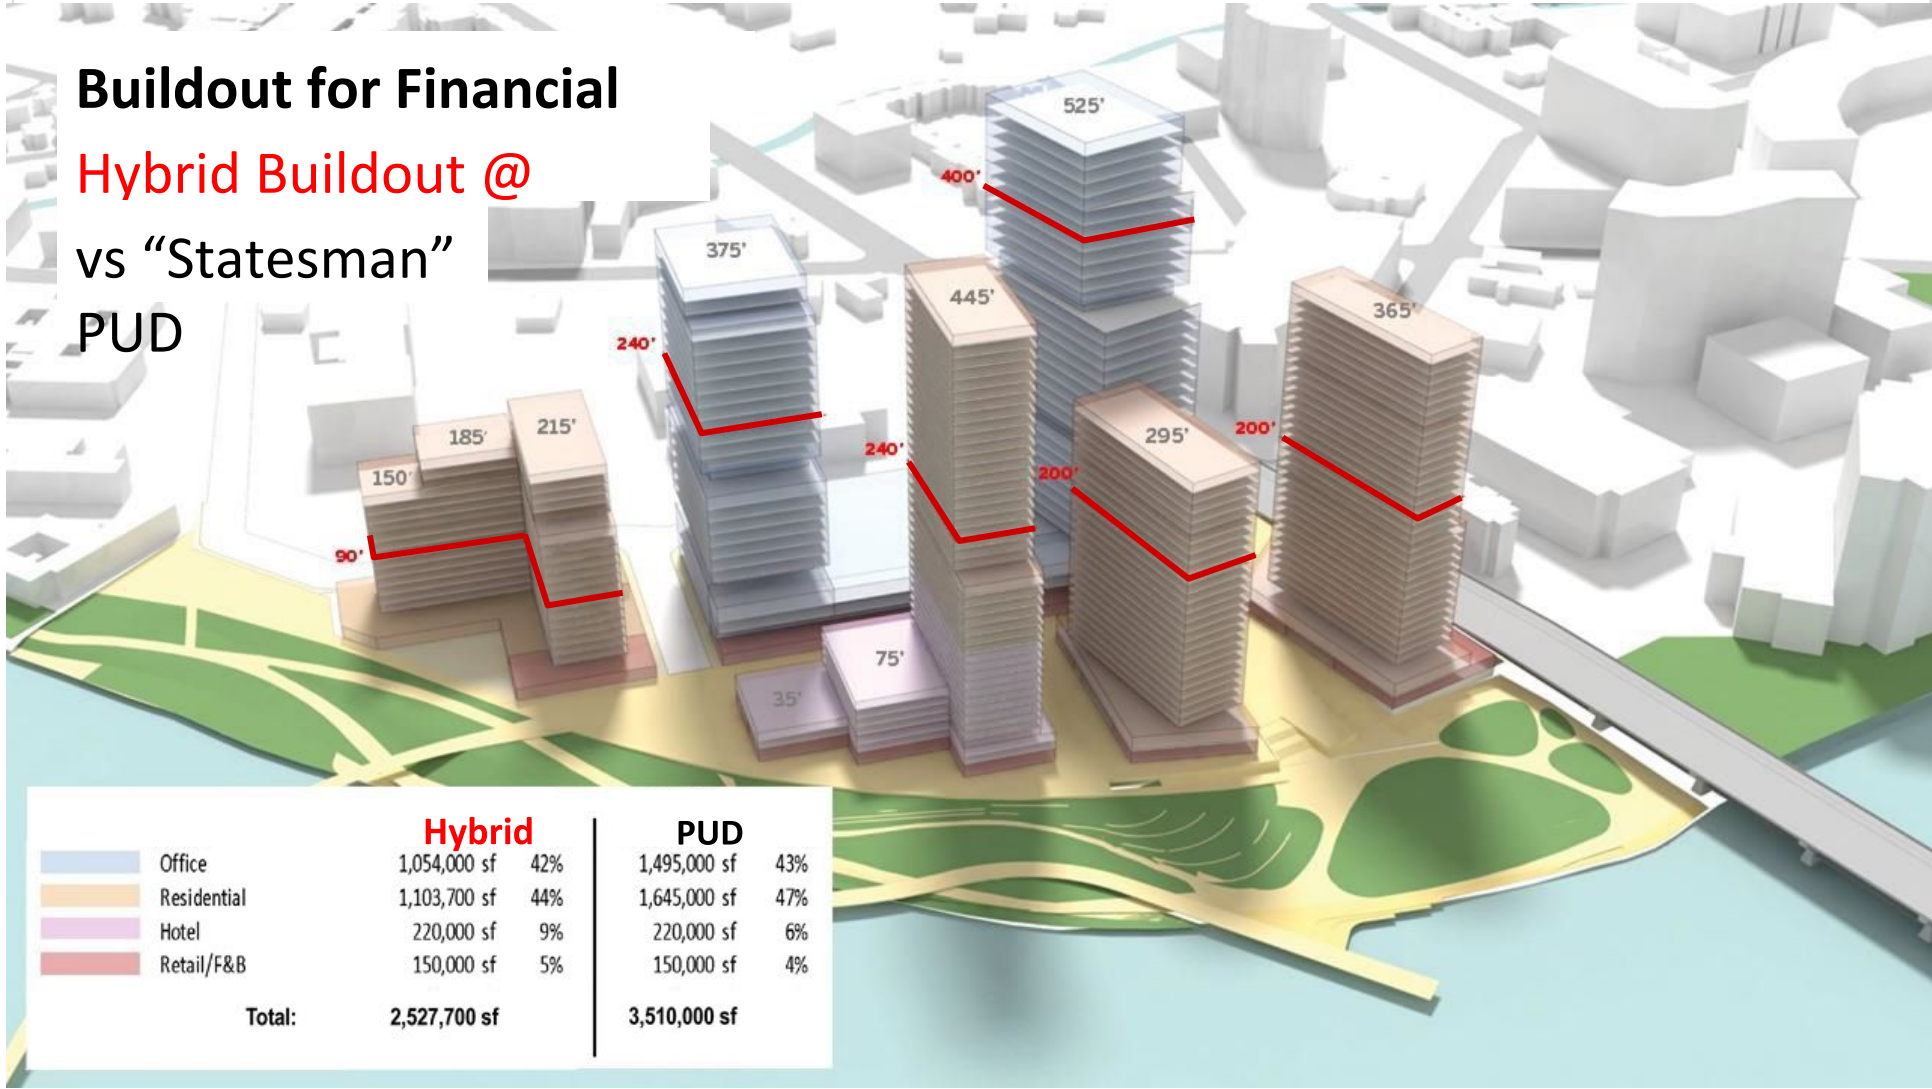 Buildout for Financial
Hybrid Buildout @
vs “Statesman”
PUD
525'
400'
375'
445'
365'
240'
215'
185'
150'
295'
240'
200'
200'
90'
75'
35'
Hybrid PUD
Office 1,054,000 sf 42% 1,495,000 sf 43%
Residential 1,103,700 sf 44% 1,645,000 sf 47%
Hotel 220,000 sf 9% 220,000 sf 6%
Retail/F&B 150,000 sf 5% 150,000 sf 4%
Total: 2,527,700 sf 3,510,000 sf